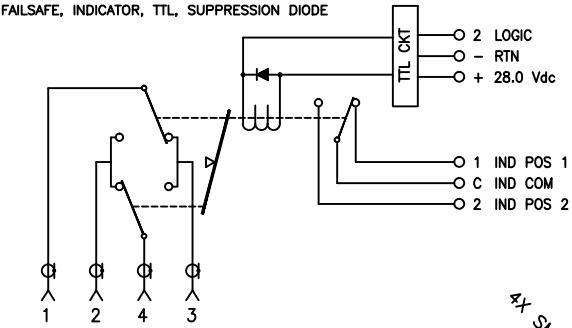 FAILSAFE, INDICATOR, TTL, SUPPRESSION DIODE
TTL CKT
2 LOGIC
– RTN
+ 28.0 Vdc
1 IND POS 1
C IND COM
2 IND POS 2
1 2 4 3
4X